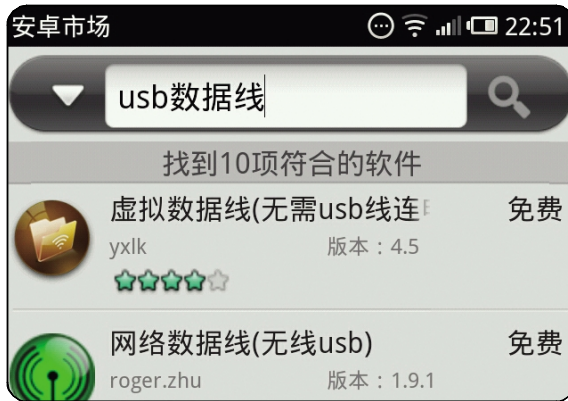 安卓市场 22:51
usb数据线
找到10项符合的软件
虚拟数据线(无需usb线连 免费
yxlk 版本：4.5
网络数据线(无线usb) 免费
roger.zhu 版本：1.9.1